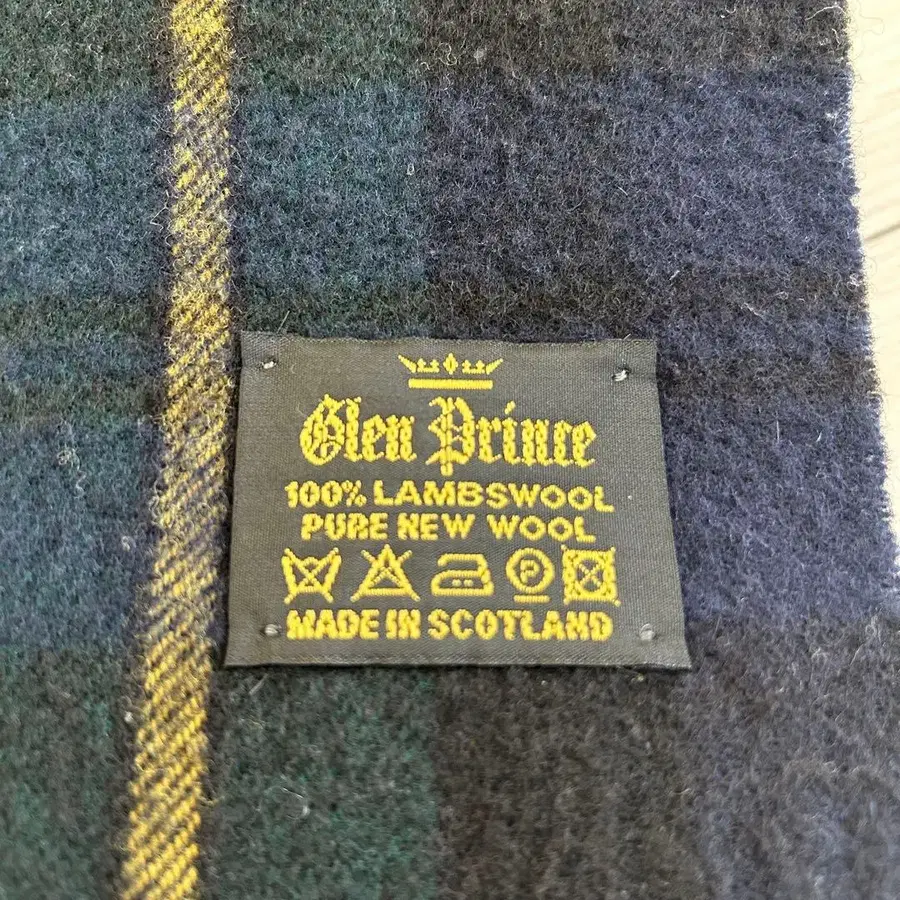 Glen Prince
100% LAMBSWOOL
PURE NEW WOOL
P
MADE IN SCOTLAND